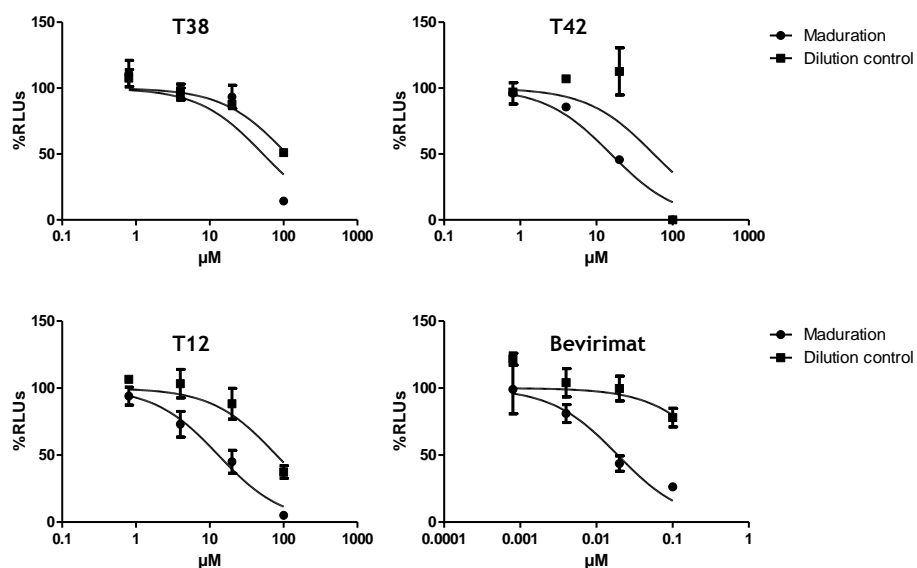 T38
150
100
50
0
%RLUs
0.1 1 10 100 1000
µM
T42
150
100
50
0
%RLUs
0.1 1 10 100 1000
µM
Maduration
Dilution control
T12
150
100
50
0
%RLUs
0.1 1 10 100 1000
µM
Bevirimat
150
100
50
0
%RLUs
0.0001 0.001 0.01 0.1 1
µM
Maduration
Dilution control